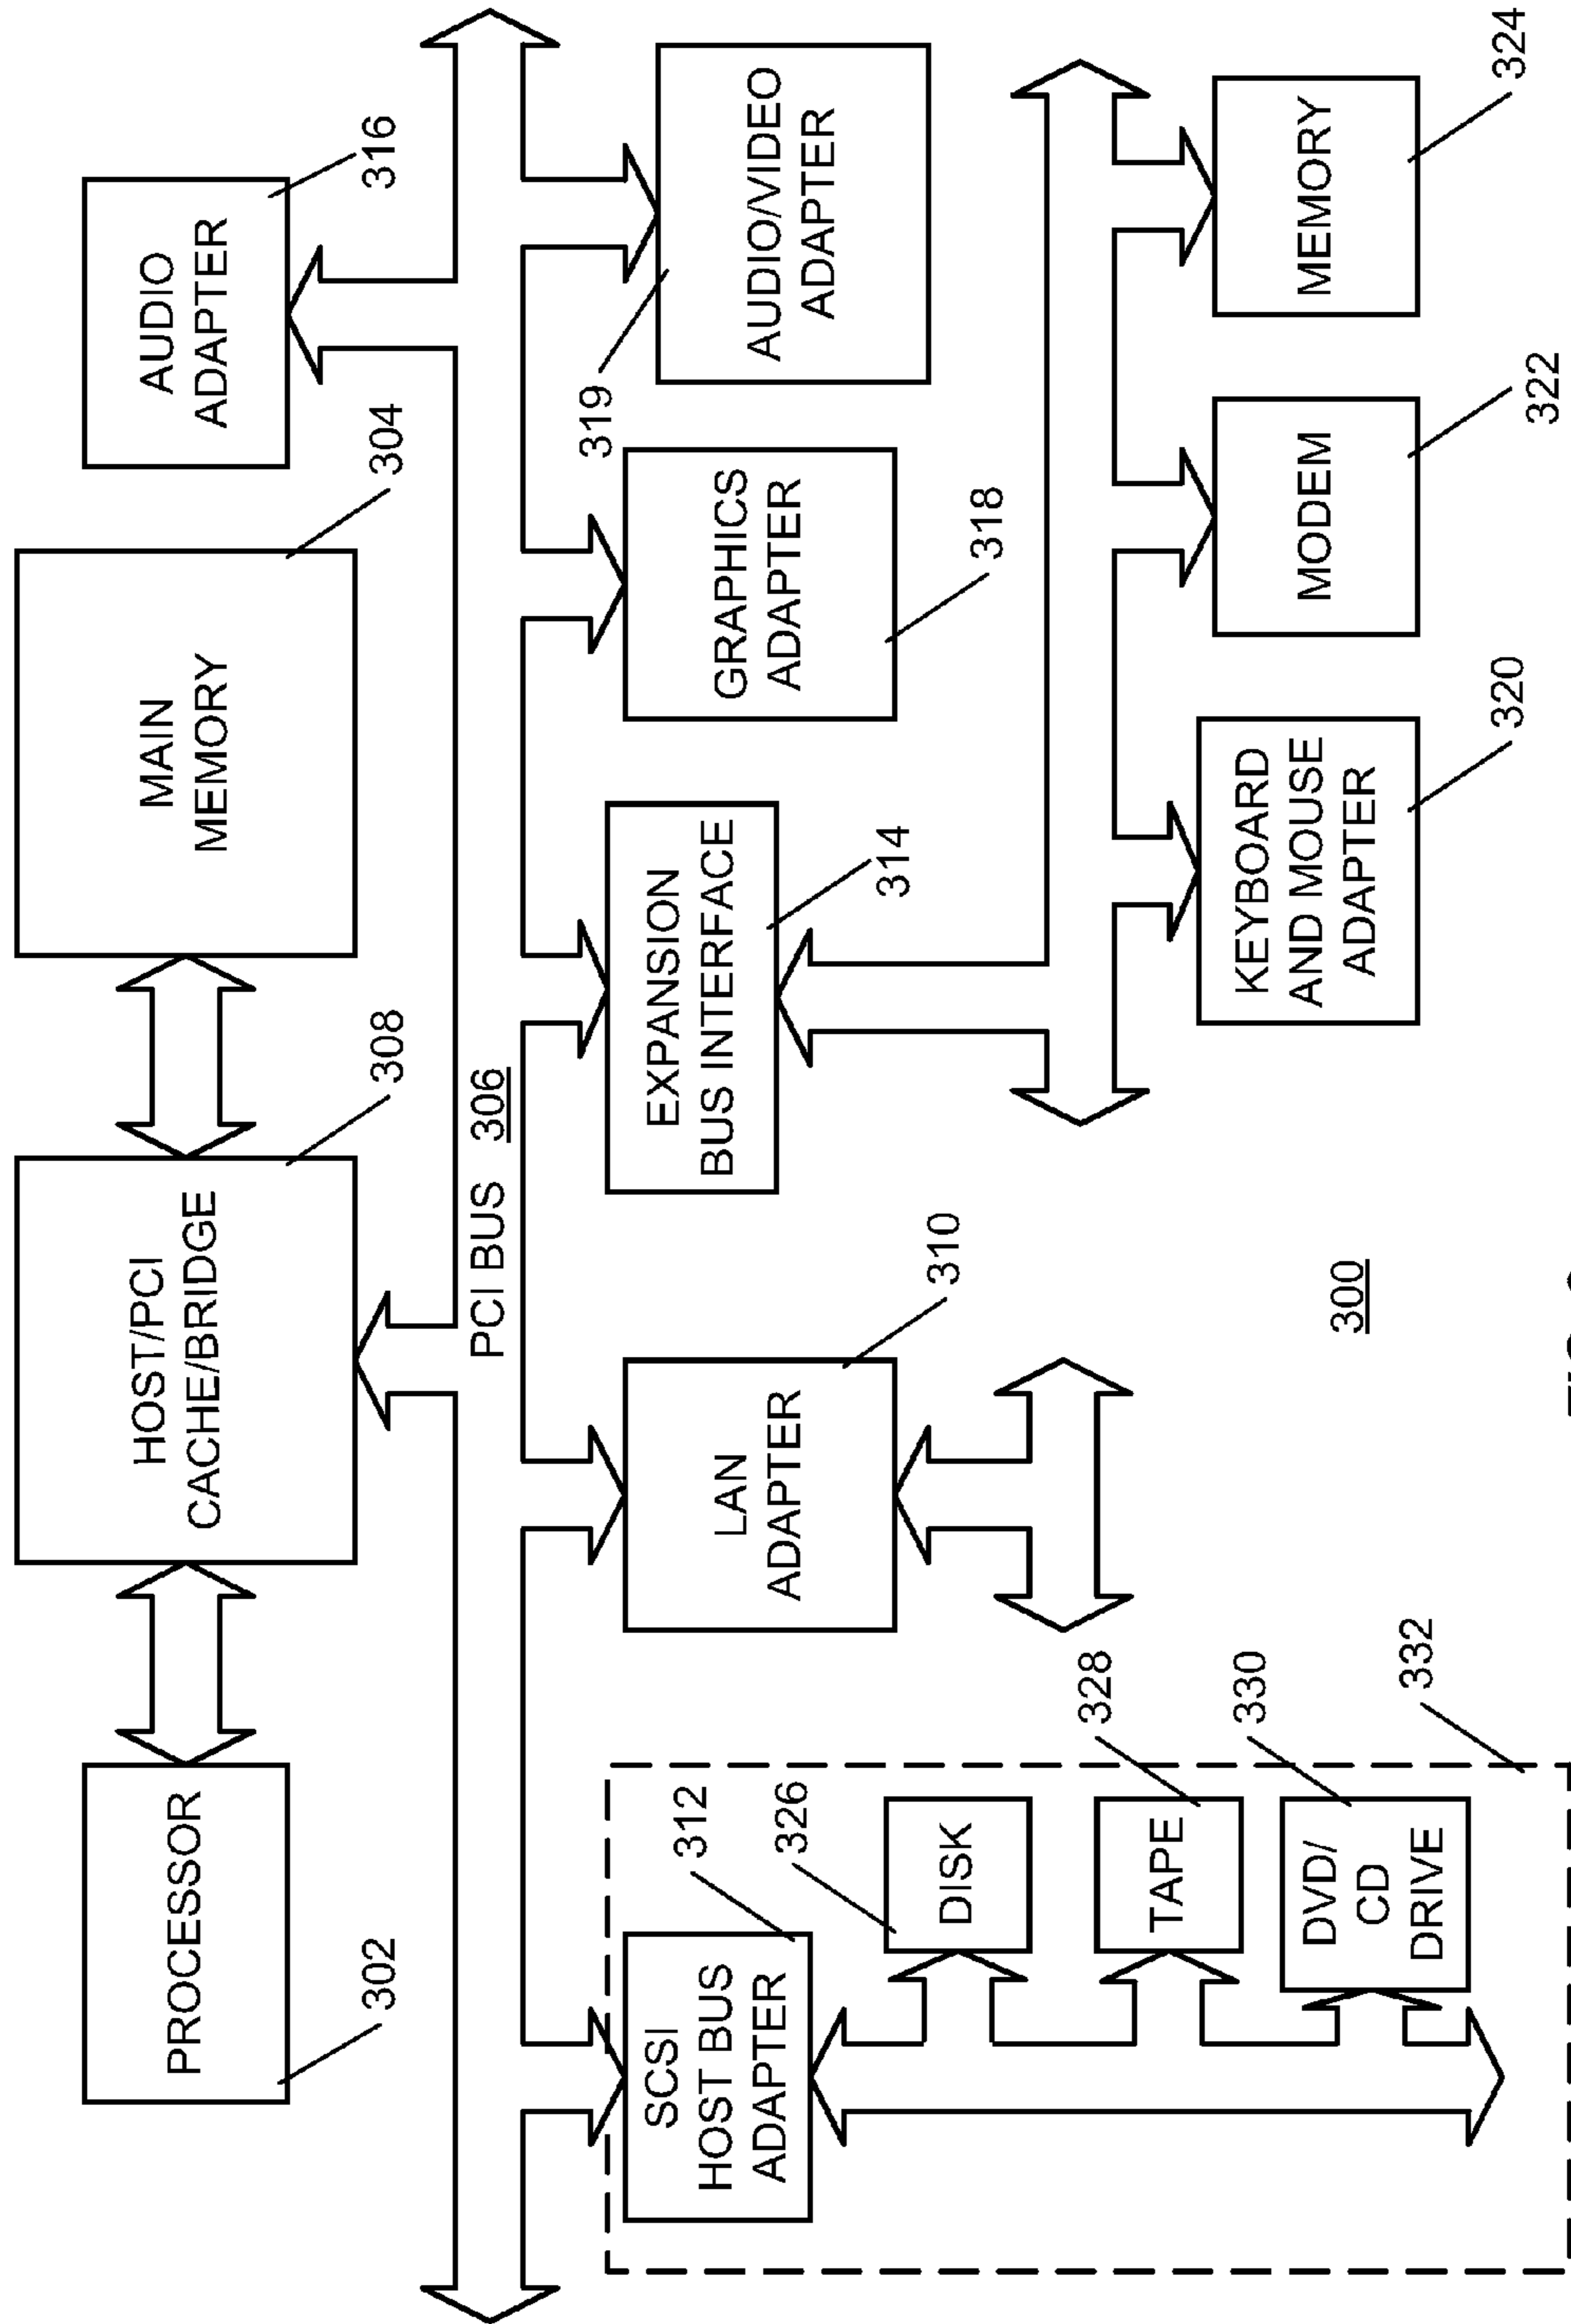 PROCESSOR
302
HOST/PCI
CACHE/BRIDGE
308
MAIN
MEMORY
304
AUDIO
ADAPTER
316
PCI BUS 306
SCSI
HOST BUS
ADAPTER
312
LAN
ADAPTER
310
EXPANSION
BUS INTERFACE
314
GRAPHICS
ADAPTER
318
AUDIO/VIDEO
ADAPTER
319
326
DISK
TAPE
328
DVD/
CD
DRIVE
330
332
KEYBOARD
AND MOUSE
ADAPTER
320
MODEM
322
MEMORY
324
300